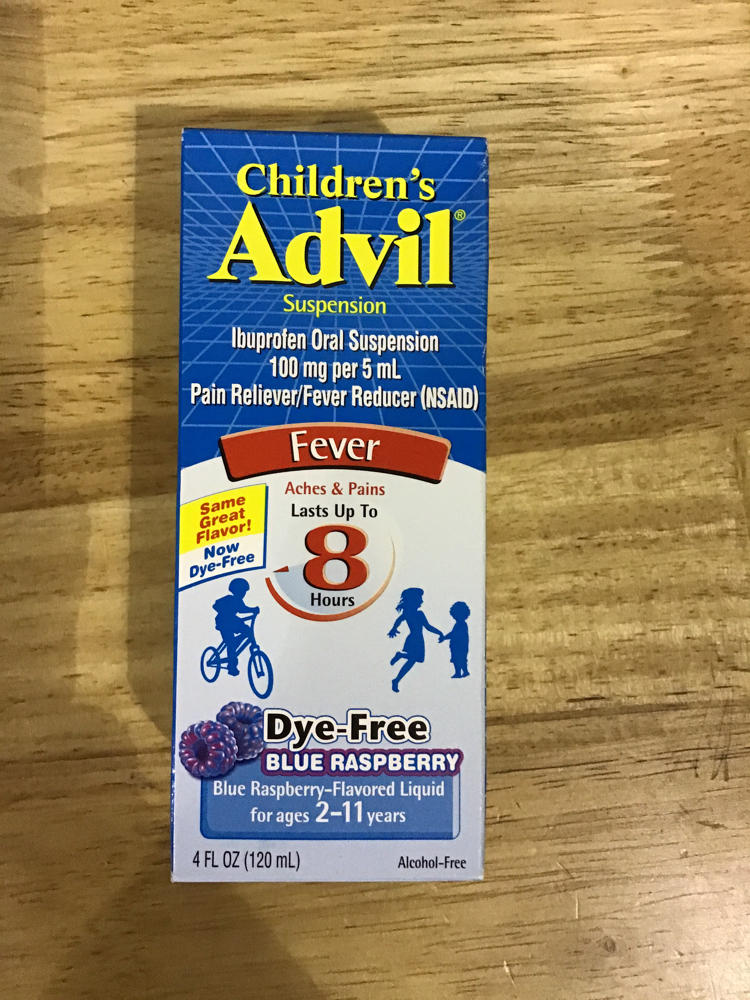 Children's
Advil®
Suspension
Ibuprofen Oral Suspension
100 mg per 5 mL
Pain Reliever/Fever Reducer (NSAID)
Fever
Aches & Pains
Lasts Up To
8
Hours
Same
Great
Flavor!
Now
Dye-Free
Dye-Free
BLUE RASPBERRY
Blue Raspberry-Flavored Liquid
for ages 2-11 years
4 FL OZ (120 mL)
Alcohol-Free